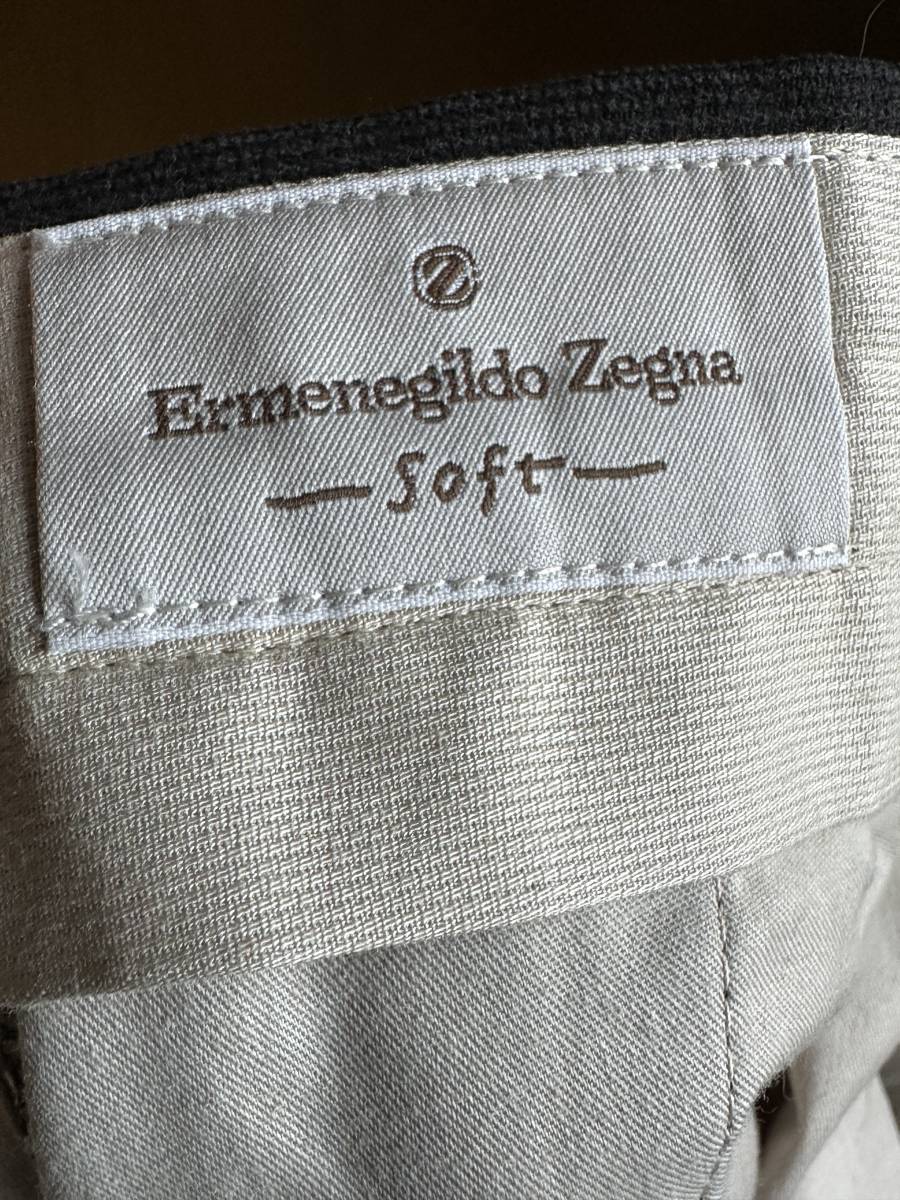 Z
Ermenegildo Zegna
— Soft —